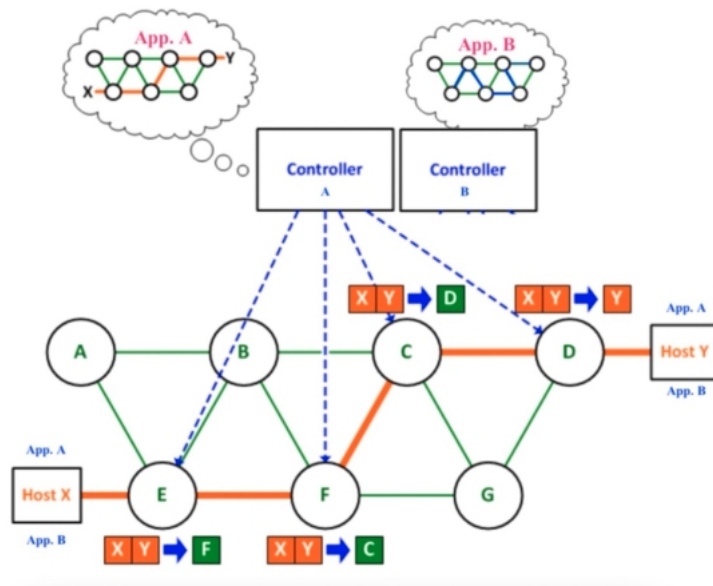 App. A
Y
X
App. B
Controller
A
Controller
B
X Y D
X Y Y
App. A
A
B
C
D
Host Y
App. B
App. A
Host X
E
F
G
App. B
X Y F
X Y C